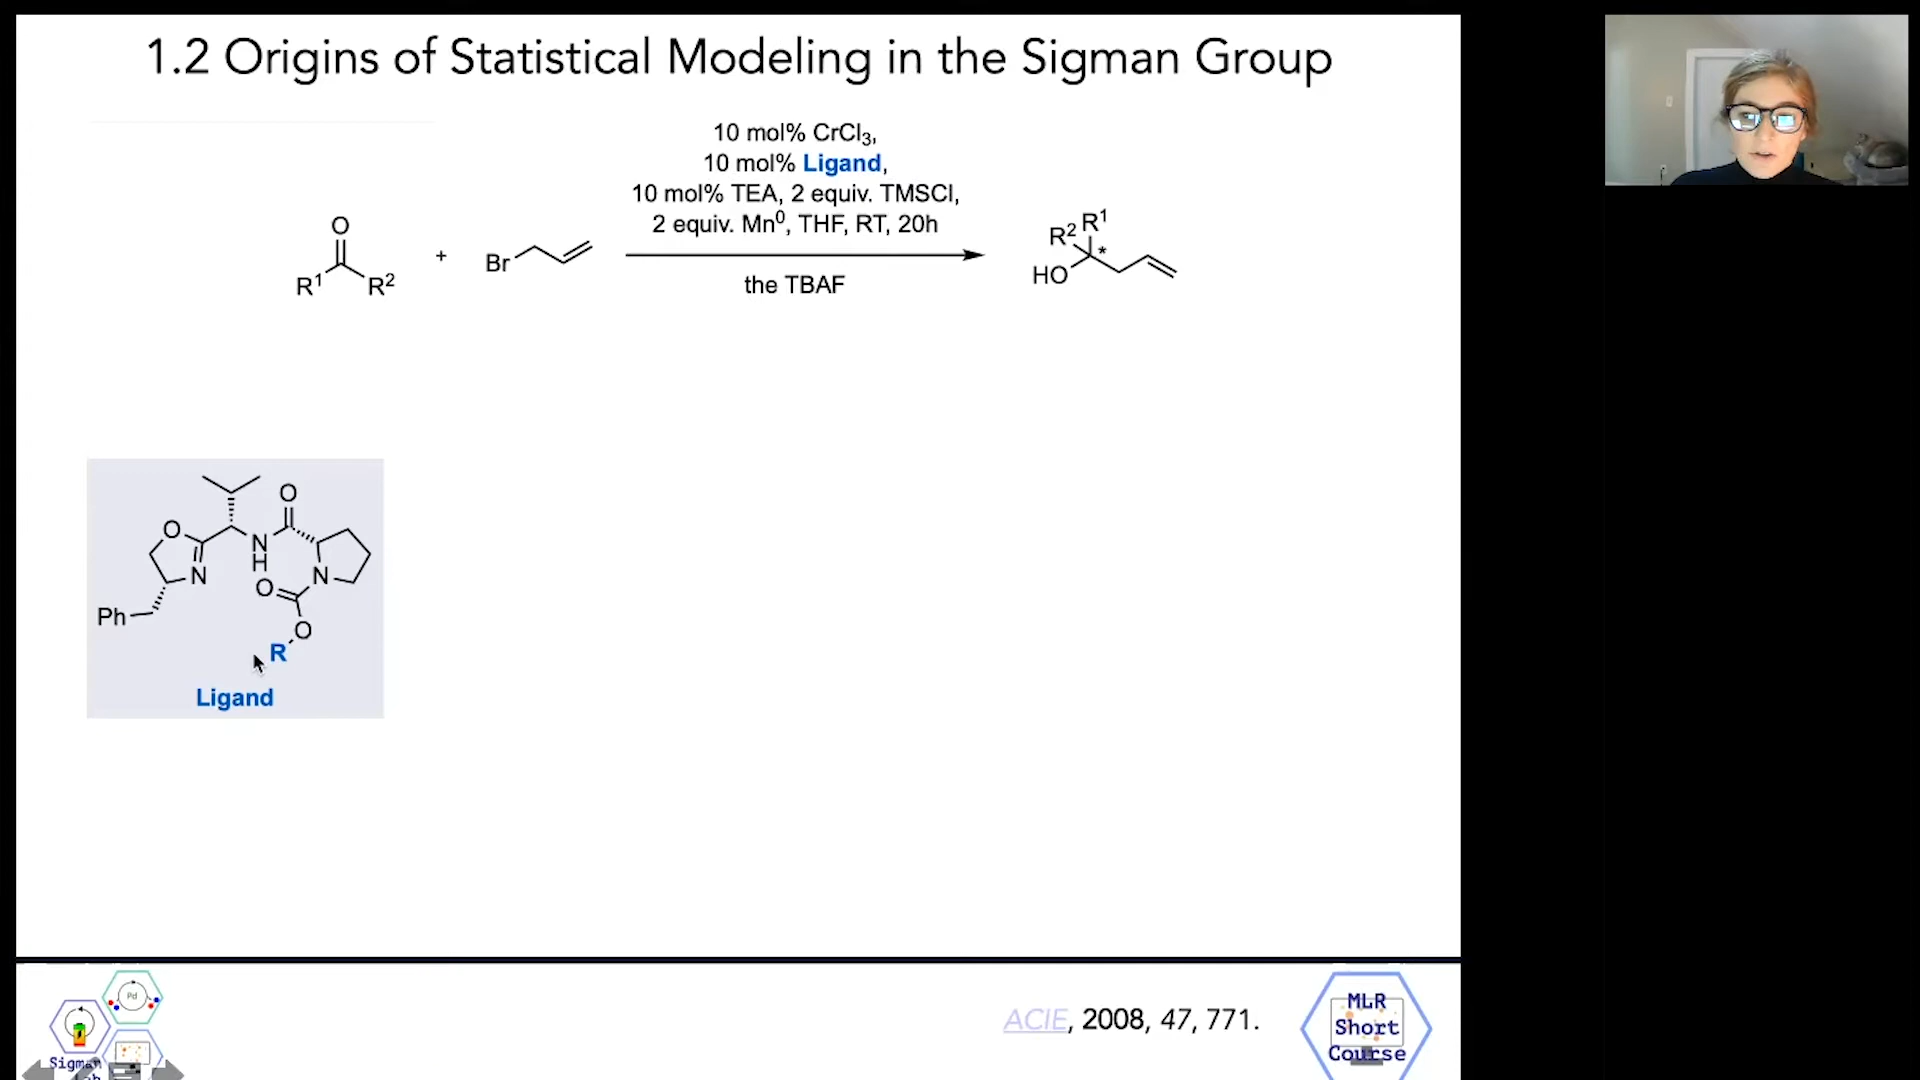 1.2 Origins of Statistical Modeling in the Sigman Group
10 mol% CrCl3,
10 mol% Ligand,
10 mol% TEA, 2 equiv. TMSCl,
2 equiv. Mn0, THF, RT, 20h
the TBAF
O
R1
R2
+
Br
R2 R1
*
HO
O
O
N
H
N
N
O
Ph
O
R
Ligand
Pd
ACIE, 2008, 47, 771.
MLR
Short
Course